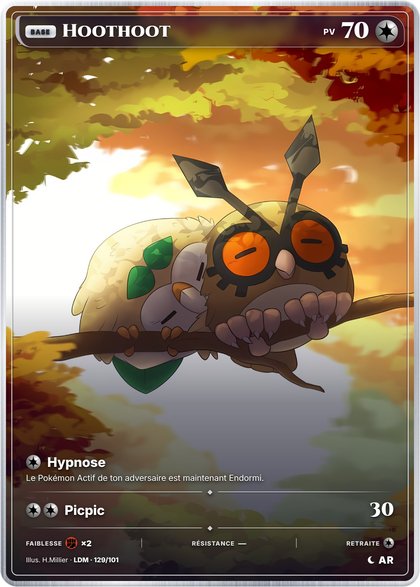 BASE HOOTHOOT PV 70
Hypnose
Le Pokémon Actif de ton adversaire est maintenant Endormi.
Picpic 30
FAIBLESSE ×2 RÉSISTANCE — RETRAITE
Illus. H.Millier · LDM · 129/101 AR